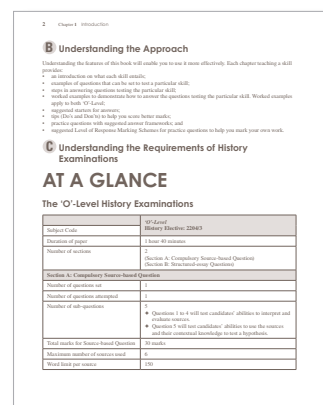 2 Chapter 1 INTRODUCTION
B Understanding the Approach
Understanding the features of this book will enable you to use it more effectively. Each chapter teaching a skill
provides:
• an introduction on what each skill entails;
• examples of questions that can be set to test a particular skill;
• steps in answering questions testing the particular skill;
• worked examples to demonstrate how to answer the questions testing the particular skill. Worked examples
apply to both 'O'-Level;
• suggested starters for answers;
• tips (Do's and Don'ts) to help you score better marks;
• practice questions with suggested answer frameworks; and
• suggested Level of Response Marking Schemes for practice questions to help you mark your own work.
C Understanding the Requirements of History
Examinations
AT A GLANCE
The 'O'-Level History Examinations
'O'-Level
Subject Code History Elective: 2204/3
Duration of paper 1 hour 40 minutes
Number of sections 2
(Section A: Compulsory Source-based Question)
(Section B: Structured-essay Questions)
Section A: Compulsory Source-based Question
Number of questions set 1
Number of questions attempted 1
Number of sub-questions 5
◆ Questions 1 to 4 will test candidates' abilities to interpret and
evaluate sources.
◆ Question 5 will test candidates' abilities to use the sources
and their contextual knowledge to test a hypothesis.
Total marks for Source-based Question 30 marks
Maximum number of sources used 6
Word limit per source 150